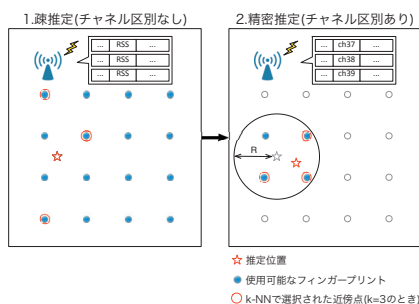 1.疎推定(チャネル区別なし)
2.精密推定(チャネル区別あり)
... RSS ...
... RSS ...
... RSS ...
... ch37 ...
... ch38 ...
... ch39 ...
R
推定位置
使用可能なフィンガープリント
k-NNで選択された近傍点(k=3のとき)